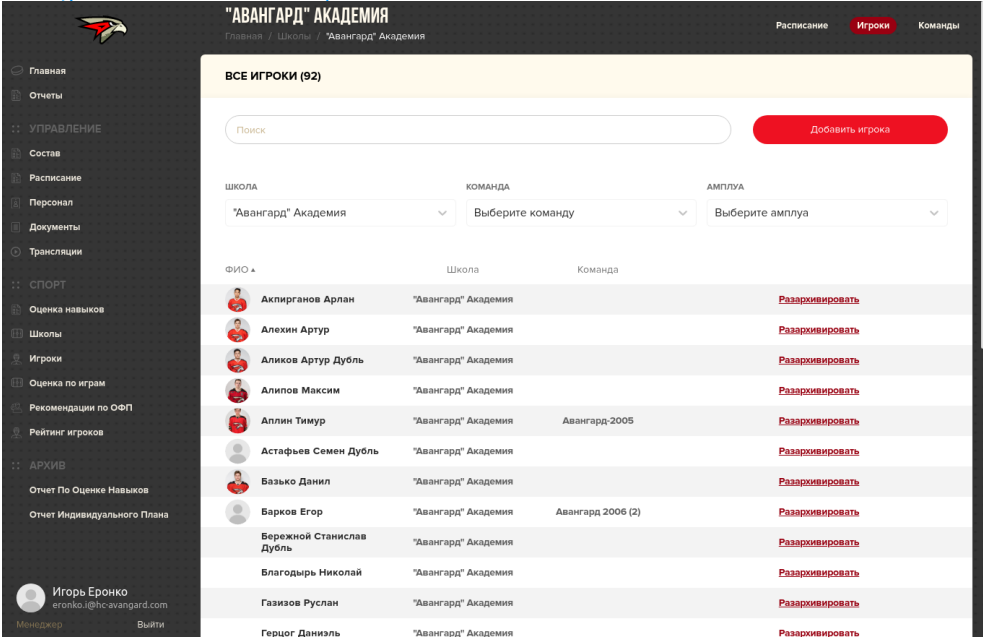 "АВАНГАРД" АКАДЕМИЯ
Главная / Школы / "Авангард" Академия
Расписание
Игроки
Команды
Главная
Отчеты
УПРАВЛЕНИЕ
Состав
Расписание
Персонал
Документы
Трансляции
СПОРТ
Оценка навыков
Школы
Игроки
Оценка по играм
Рекомендации по ОФП
Рейтинг игроков
АРХИВ
Отчет По Оценке Навыков
Отчет Индивидуального Плана
Игорь Еронко
eronko.i@hc-avangard.com
Менеджер Выйти
ВСЕ ИГРОКИ (92)
Поиск
Добавить игрока
ШКОЛА КОМАНДА АМПЛУА
"Авангард" Академия Выберите команду Выберите амплуа
ФИО Школа Команда
Акпирганов Арлан "Авангард" Академия Разархивировать
Алехин Артур "Авангард" Академия Разархивировать
Аликов Артур Дубль "Авангард" Академия Разархивировать
Алипов Максим "Авангард" Академия Разархивировать
Аплин Тимур "Авангард" Академия Авангард-2005 Разархивировать
Астафьев Семен Дубль "Авангард" Академия Разархивировать
Базько Данил "Авангард" Академия Разархивировать
Барков Егор "Авангард" Академия Авангард 2006 (2) Разархивировать
Бережной Станислав
Дубль "Авангард" Академия Разархивировать
Благодырь Николай "Авангард" Академия Разархивировать
Газизов Руслан "Авангард" Академия Разархивировать
Герцог Даниэль "Авангард" Академия Разархивировать